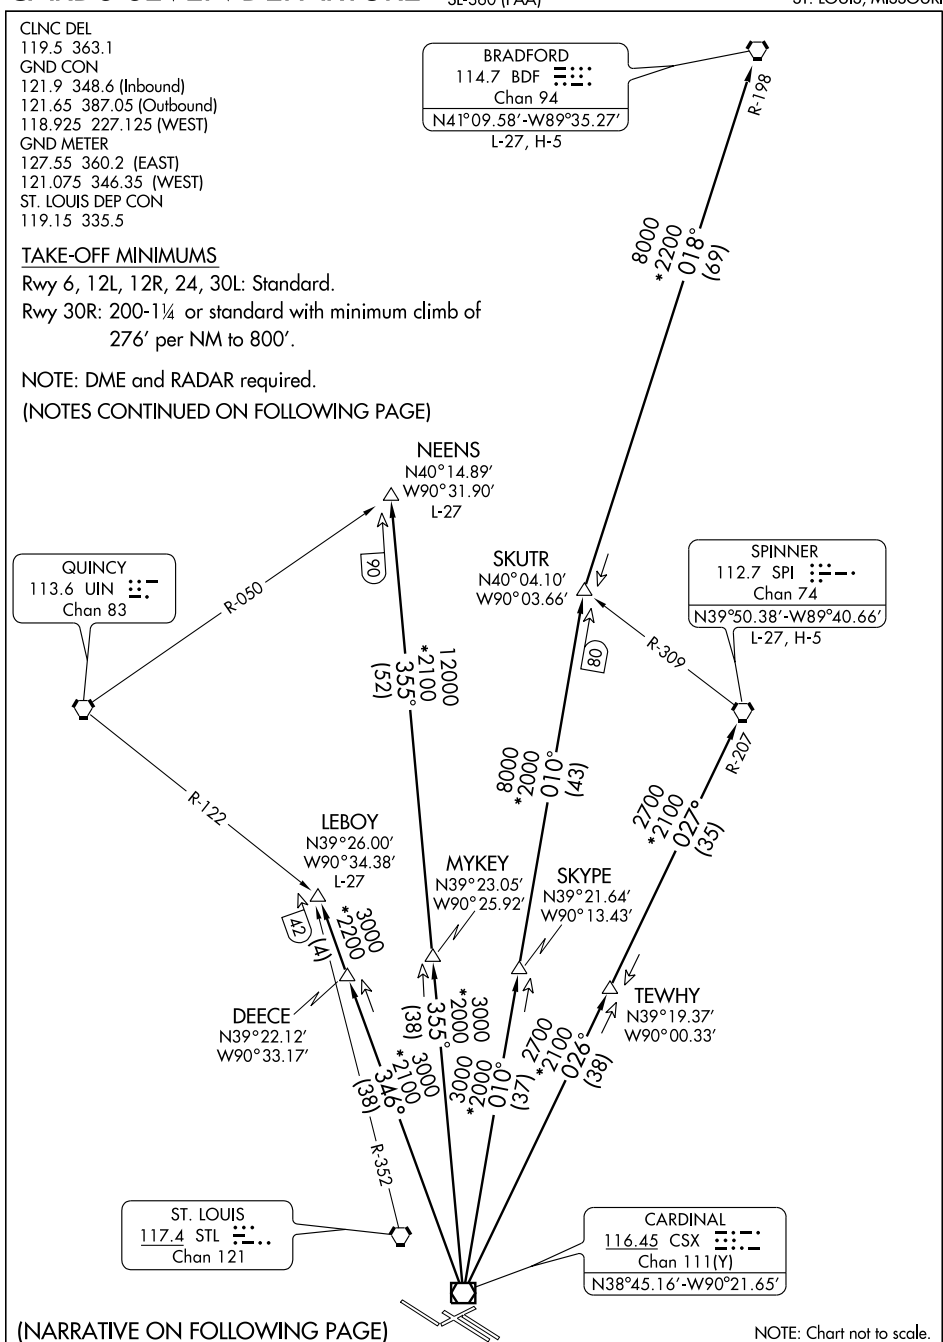 SEVEN DEPARTURE
(FAA)
ST. LOUIS, MISSOURI
CLNC DEL
119.5 363.1
GND CON
121.9 348.6 (Inbound)
121.65 387.05 (Outbound)
118.925 227.125 (WEST)
GND METER
127.55 360.2 (EAST)
121.075 346.35 (WEST)
ST. LOUIS DEP CON
119.15 335.5
TAKE-OFF MINIMUMS
Rwy 6, 12L, 12R, 24, 30L: Standard.
Rwy 30R: 200-1¼ or standard with minimum climb of
276' per NM to 800'.
NOTE: DME and RADAR required.
(NOTES CONTINUED ON FOLLOWING PAGE)
BRADFORD
114.7 BDF
Chan 94
N41°09.58'-W89°35.27'
L-27, H-5
R-198
8000
*2200
018°
(69)
NEENS
N40°14.89'
W90°31.90'
L-27
90
QUINCY
113.6 UIN
Chan 83
R-050
R-122
12000
*2100
355°
(52)
SKUTR
N40°04.10'
W90°03.66'
80
SPINNER
112.7 SPI
Chan 74
N39°50.38'-W89°40.66'
L-27, H-5
R-309
R-207
8000
*2000
010°
(43)
2700
*2100
027°
(35)
LEBOY
N39°26.00'
W90°34.38'
L-27
42
(4)
3000
*2200
MYKEY
N39°23.05'
W90°25.92'
SKYPE
N39°21.64'
W90°13.43'
DEECE
N39°22.12'
W90°33.17'
TEWHY
N39°19.37'
W90°00.33'
3000
*2100
346°
(38)
3000
*2000
355°
(38)
3000
*2000
010°
(37)
2700
*2100
026°
(38)
R-352
ST. LOUIS
117.4 STL
Chan 121
CARDINAL
116.45 CSX
Chan 111(Y)
N38°45.16'-W90°21.65'
(NARRATIVE ON FOLLOWING PAGE)
NOTE: Chart not to scale.